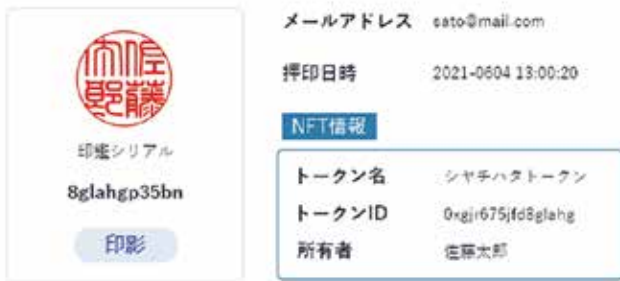 印鑑シリアル
8glahgp35bn
印影
メールアドレス sato@mail.com
押印日時 2021-0604 13:00:20
NFT情報
トークン名 シヤチハタトークン
トークンID 0xgjr675jfd8glahg
所有者 佐藤太郎